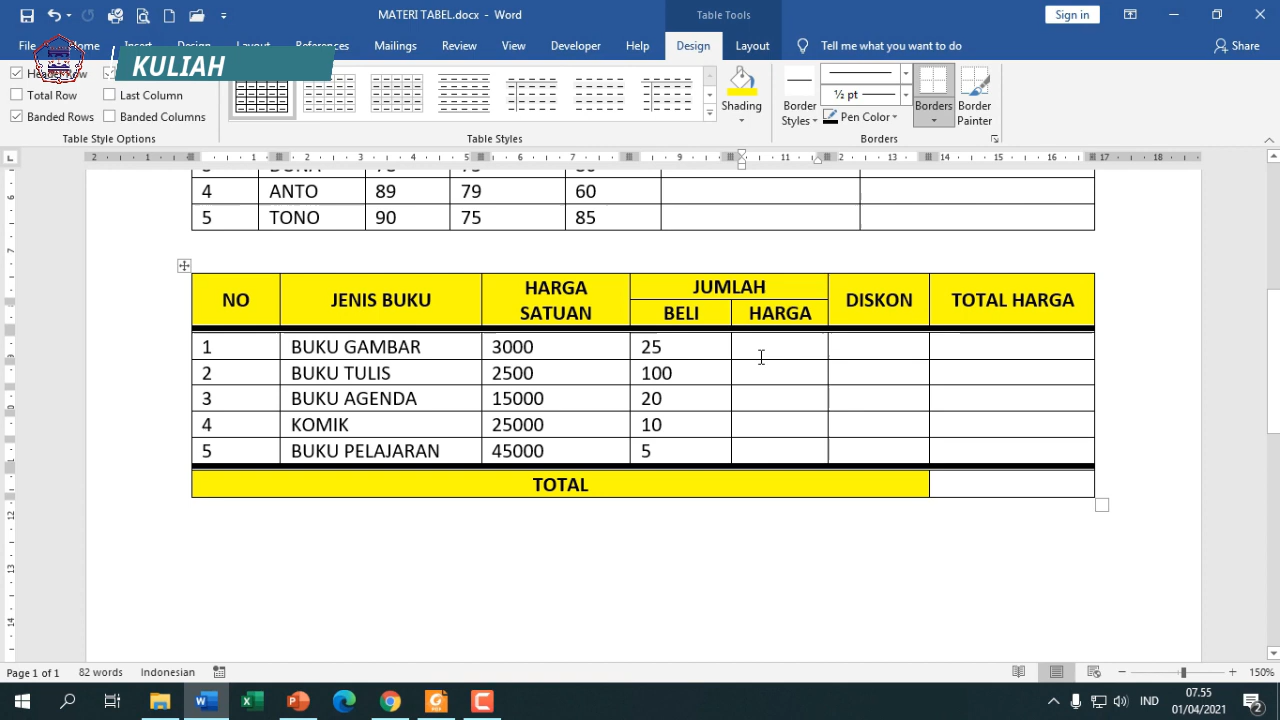 MATERI TABEL.docx - Word
Table Tools
Sign in
Mailings Review View Developer Help Design Layout Tell me what you want to do Share
KULIAH
Total Row Last Column
Banded Rows Banded Columns
Shading
Border Styles
½ pt
Pen Color
Borders
Border Painter
Table Style Options Table Styles Borders
4 ANTO 89 79 60
5 TONO 90 75 85
NO JENIS BUKU HARGA SATUAN JUMLAH DISKON TOTAL HARGA
BELI HARGA
1 BUKU GAMBAR 3000 25
2 BUKU TULIS 2500 100
3 BUKU AGENDA 15000 20
4 KOMIK 25000 10
5 BUKU PELAJARAN 45000 5
TOTAL
Page 1 of 1 82 words Indonesian 150%
IND
07.55
01/04/2021
2